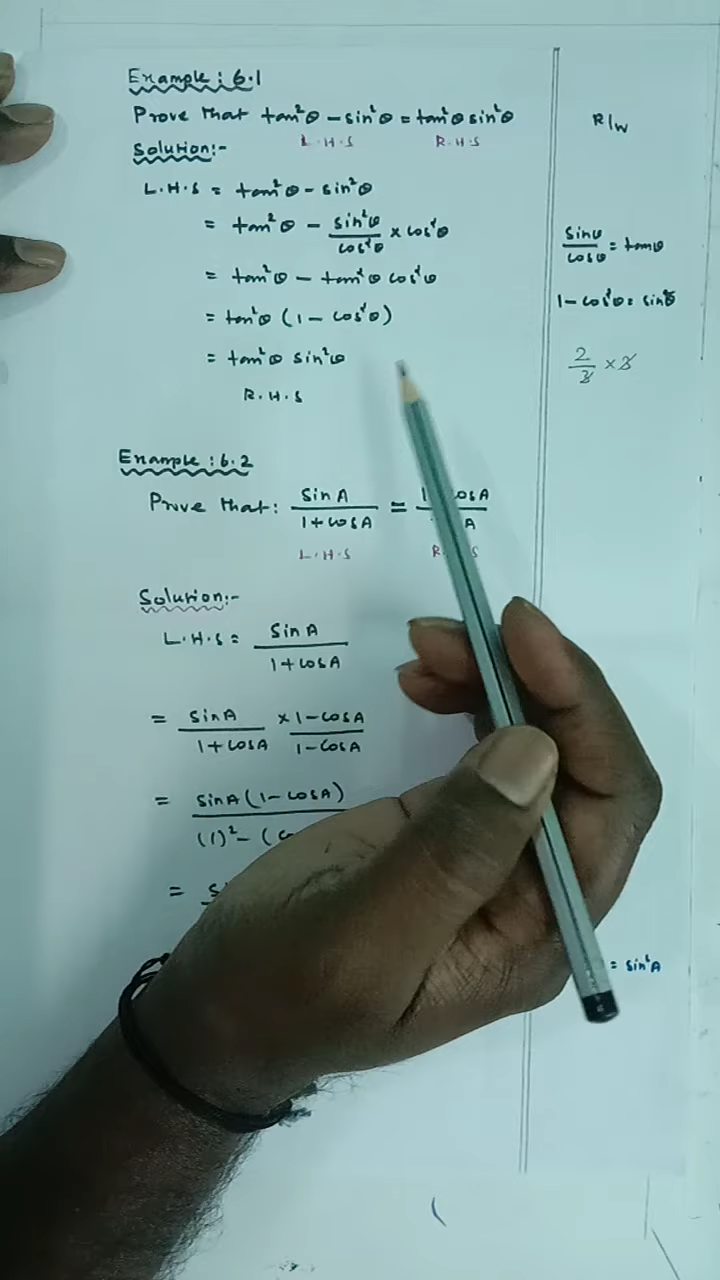 Example : 6.1
Prove that tan²θ - sin²θ = tan²θ sin²θ
L.H.S R.H.S
R/W
Solution:-
L.H.S = tan²θ - sin²θ
= tan²θ - sin²θ/cos²θ × cos²θ
= tan²θ - tan²θ cos²θ
= tan²θ (1 - cos²θ)
= tan²θ sin²θ
R.H.S
sinθ/cosθ = tanθ
1 - cos²θ = sin²θ
2/3 × 3
Example : 6.2
Prove that : sin A/1 + cos A =
L.H.S
Solution:-
L.H.S = sin A/1 + cos A
= sin A/1 + cos A × 1 - cos A/1 - cos A
= sin A (1 - cos A)/(1)² - (
=
= sin²A